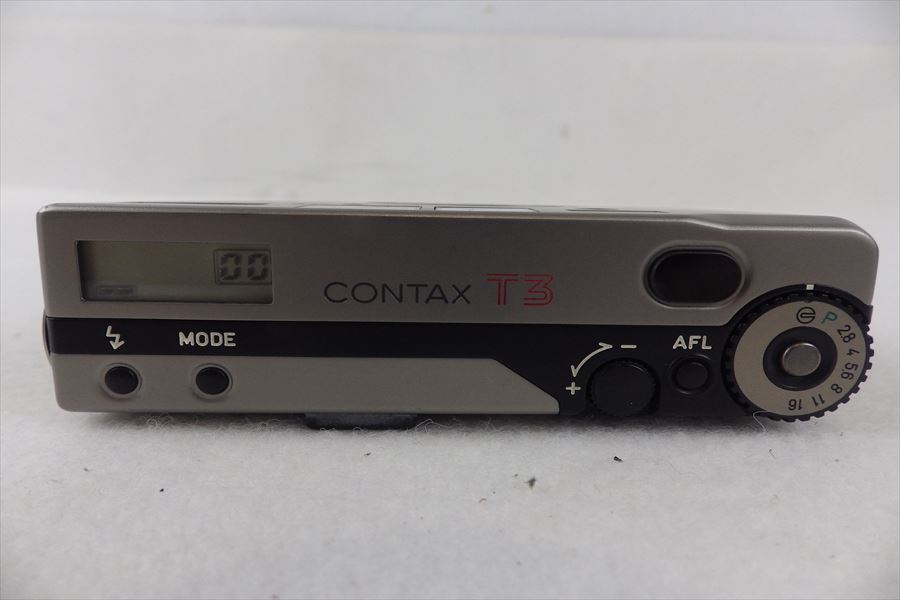 00
CONTAX T3
MODE
+ −
AFL
P 2.8 4 5.6 8 11 16